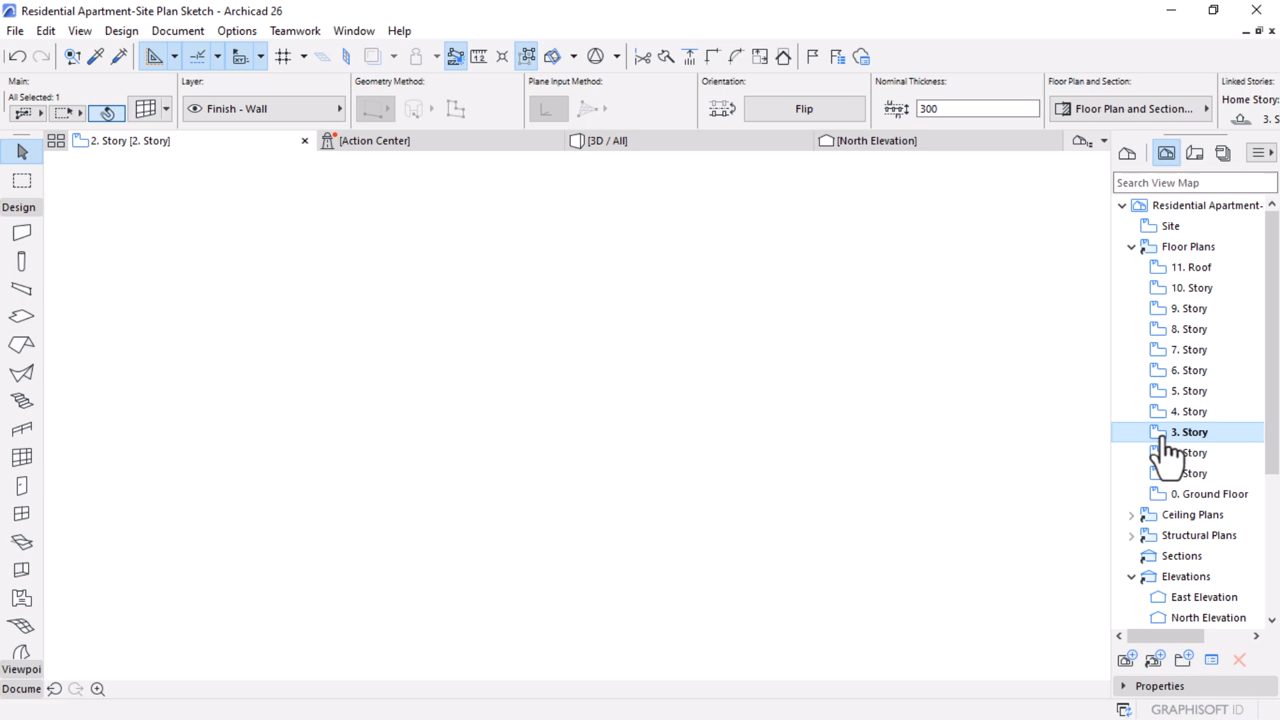 Residential Apartment-Site Plan Sketch - Archicad 26
File Edit View Design Document Options Teamwork Window Help
Main:
All Selected: 1
Layer:
Finish - Wall
Geometry Method:
Plane Input Method:
Orientation:
Flip
Nominal Thickness:
300
Floor Plan and Section:
Floor Plan and Section...
Linked Stories:
Home Story:
3. S
2. Story [2. Story]
[Action Center]
[3D / All]
[North Elevation]
Design
Viewpoi
Docume
Search View Map
Residential Apartment-
Site
Floor Plans
11. Roof
10. Story
9. Story
8. Story
7. Story
6. Story
5. Story
4. Story
3. Story
Story
Story
0. Ground Floor
Ceiling Plans
Structural Plans
Sections
Elevations
East Elevation
North Elevation
Properties
GRAPHISOFT ID